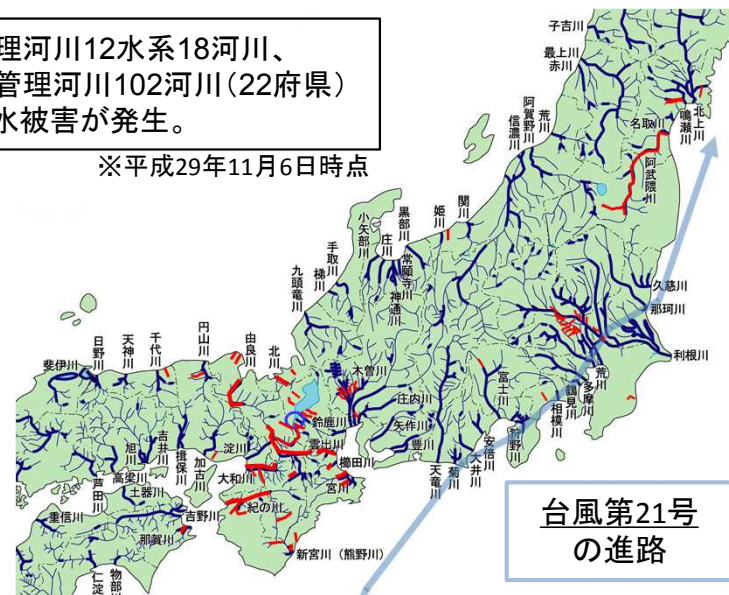 理河川12水系18河川、
管理河川102河川(22府県)
水被害が発生。
※平成29年11月6日時点
子吉川
最上川
赤川
荒川
阿賀野川
信濃川
名取川
鳴瀬川
北上川
阿武隈川
関川
姫川
黒部川
常願寺川
神通川
庄川
小矢部川
手取川
梯川
九頭竜川
久慈川
那珂川
利根川
荒川
多摩川
鶴見川
相模川
狩野川
富士川
安倍川
大井川
菊川
天竜川
豊川
矢作川
庄内川
木曽川
鈴鹿川
雲出川
櫛田川
宮川
北川
由良川
円山川
千代川
天神川
日野川
斐伊川
淀川
大和川
紀の川
新宮川(熊野川)
加古川
揖保川
吉井川
旭川
高梁川
芦田川
土器川
重信川
吉野川
那賀川
物部川
仁淀
台風第21号
の進路